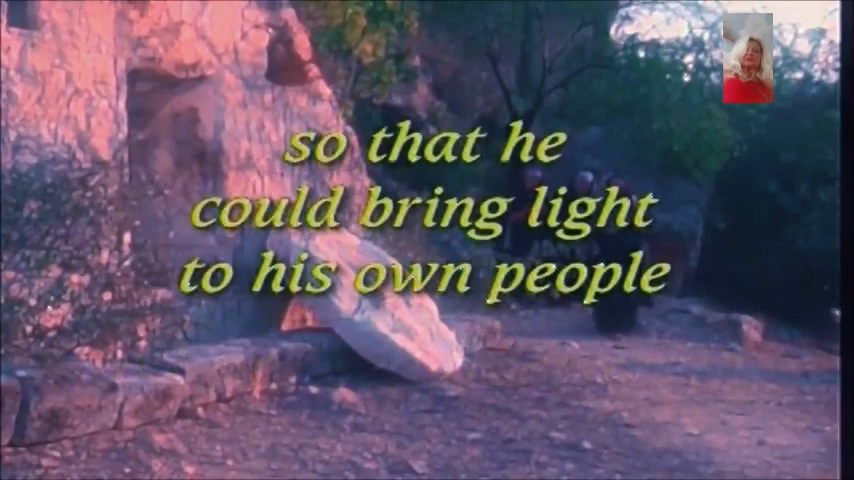 so that he
could bring light
to his own people